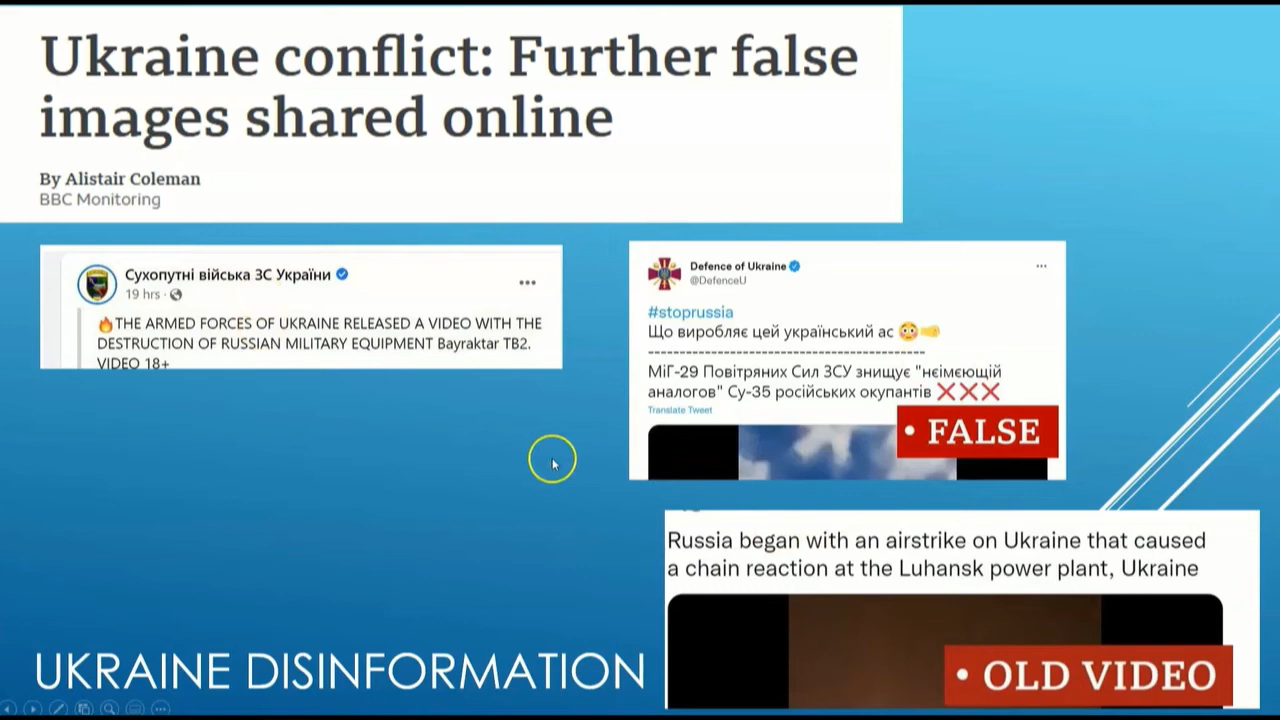 Ukraine conflict: Further false
images shared online
By Alistair Coleman
BBC Monitoring
Сухопутні війська ЗС України
19 hrs ·
🔥THE ARMED FORCES OF UKRAINE RELEASED A VIDEO WITH THE
DESTRUCTION OF RUSSIAN MILITARY EQUIPMENT Bayraktar TB2.
VIDEO 18+
Defence of Ukraine
@DefenceU
#stoprussia
Що виробляє цей український ас 😳🤜
--------------------------------------------
МіГ-29 Повітряних Сил ЗСУ знищує "нєімєющій
аналогов" Су-35 російських окупантів ❌❌❌
Translate Tweet
• FALSE
Russia began with an airstrike on Ukraine that caused
a chain reaction at the Luhansk power plant, Ukraine
• OLD VIDEO
UKRAINE DISINFORMATION